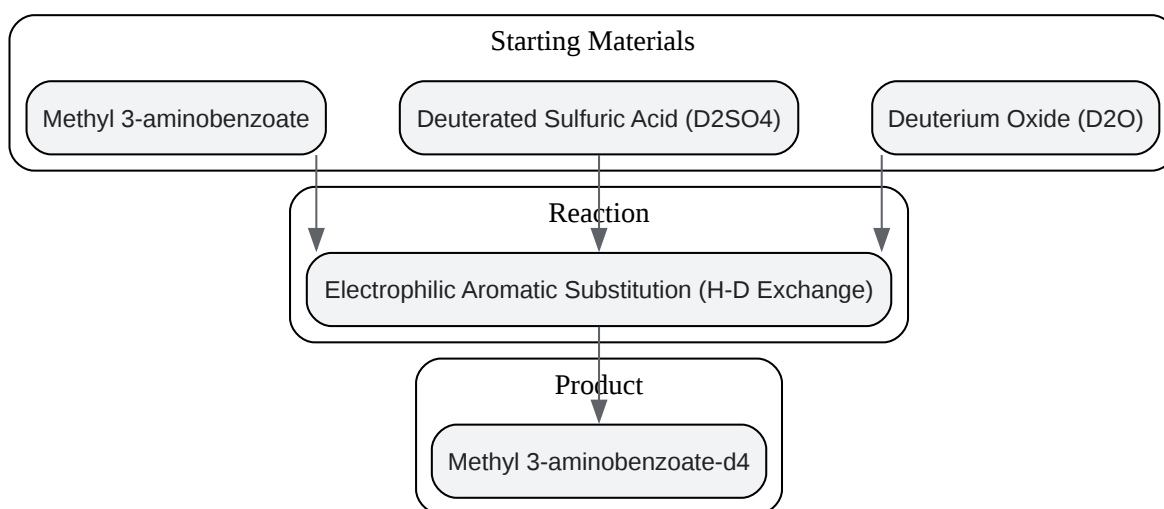 Starting Materials
Methyl 3-aminobenzoate
Deuterated Sulfuric Acid (D2SO4)
Deuterium Oxide (D2O)
Reaction
Electrophilic Aromatic Substitution (H-D Exchange)
Product
Methyl 3-aminobenzoate-d4